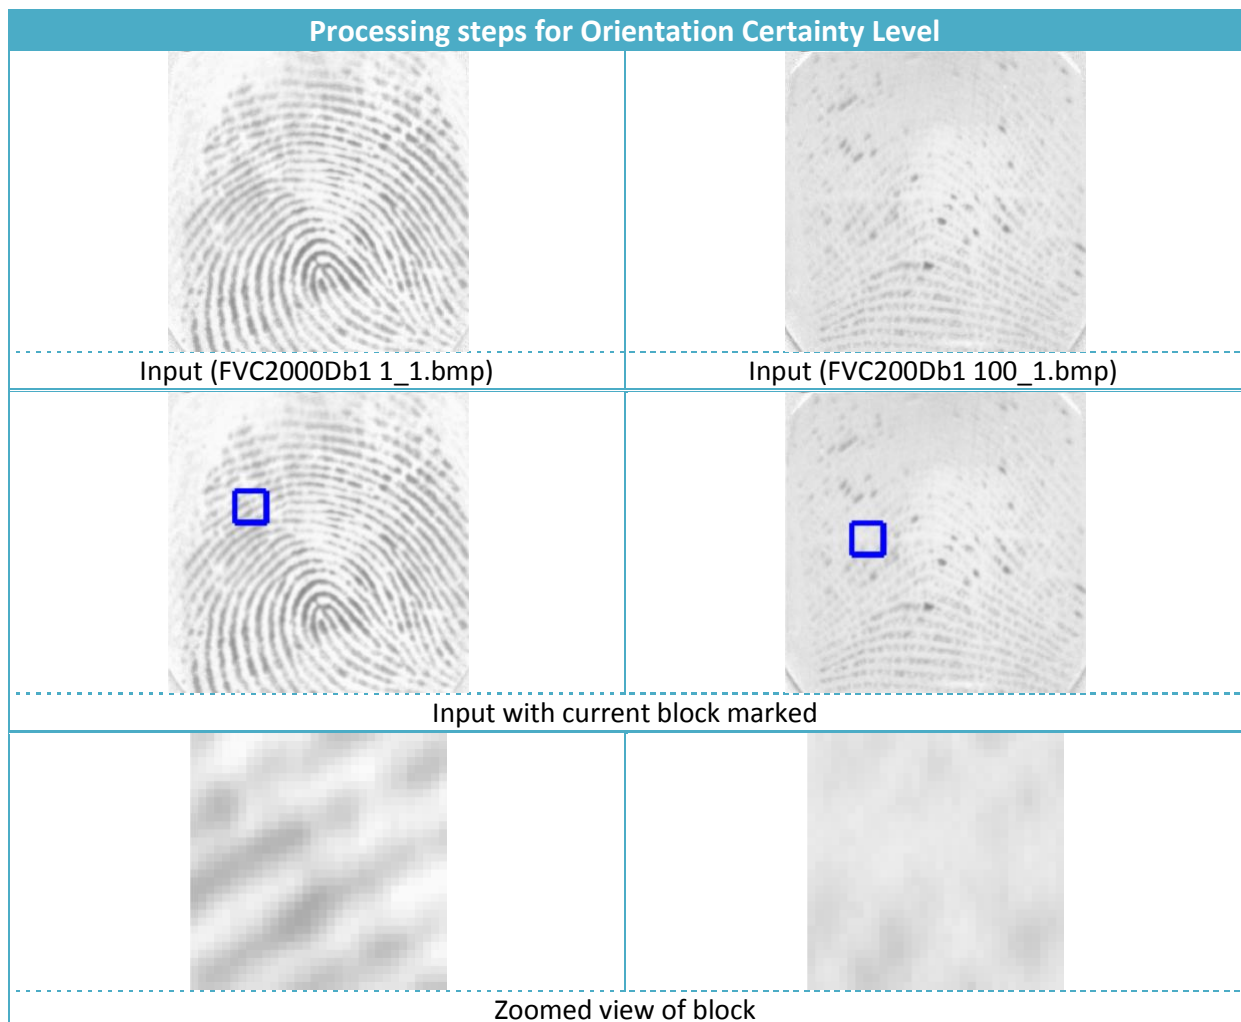 Processing steps for Orientation Certainty Level
Input (FVC2000Db1 1_1.bmp)
Input (FVC200Db1 100_1.bmp)
Input with current block marked
Zoomed view of block